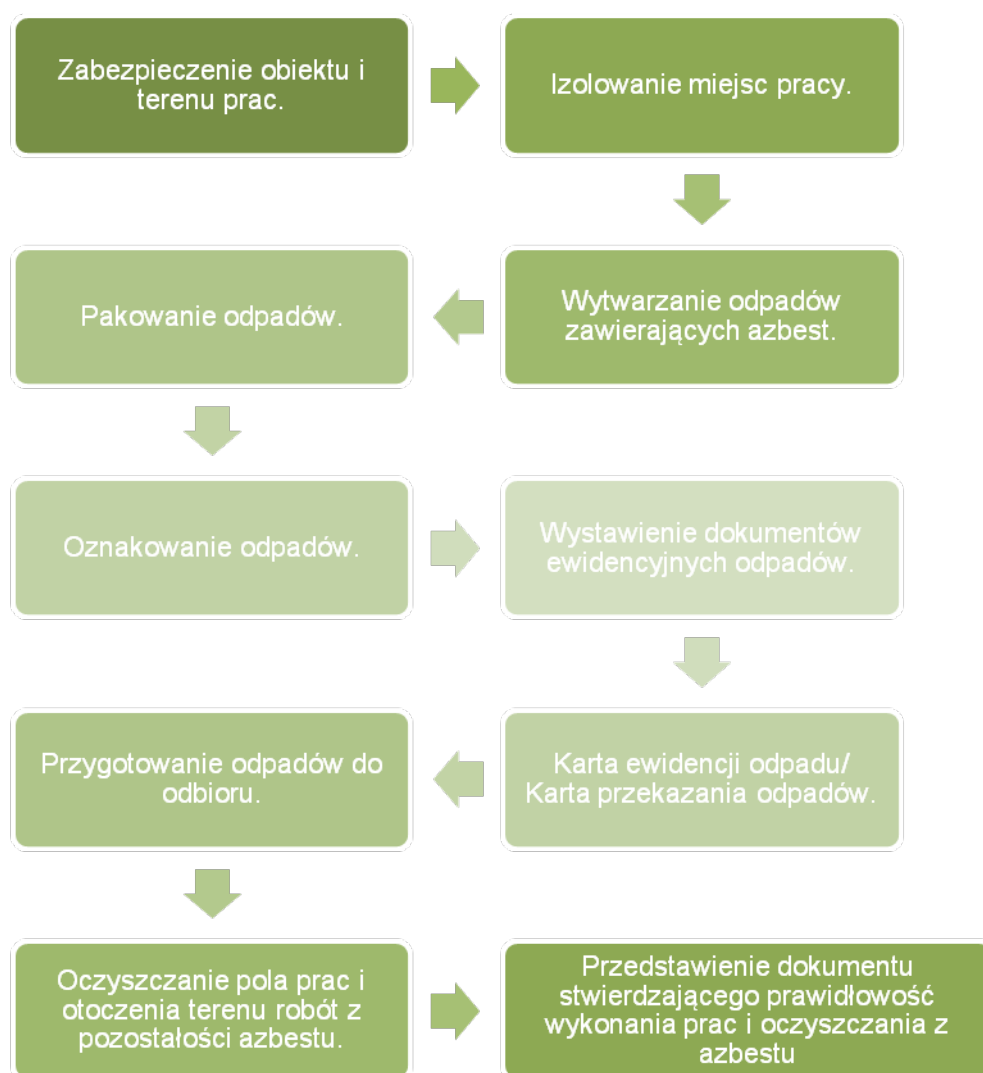 Zabezpieczenie obiektu i
terenu prac.
Izolowanie miejsc pracy.
Wytwarzanie odpadów
zawierających azbest.
Pakowanie odpadów.
Oznakowanie odpadów.
Wystawienie dokumentów
ewidencyjnych odpadów.
Karta ewidencji odpadu/
Karta przekazania odpadów.
Przygotowanie odpadów do
odbioru.
Oczyszczanie pola prac i
otoczenia terenu robót z
pozostałości azbestu.
Przedstawienie dokumentu
stwierdzającego prawidłowość
wykonania prac i oczyszczania z
azbestu